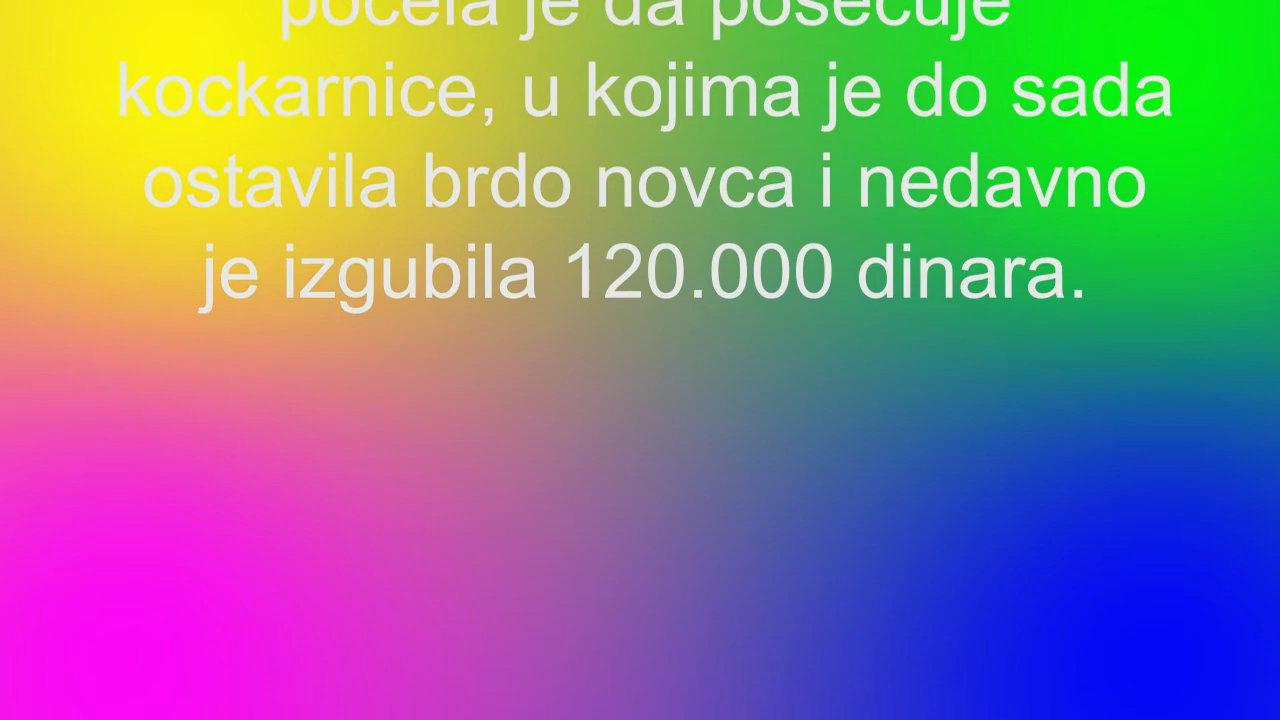 počela je da posećuje
kockarnice, u kojima je do sada
ostavila brdo novca i nedavno
je izgubila 120.000 dinara.